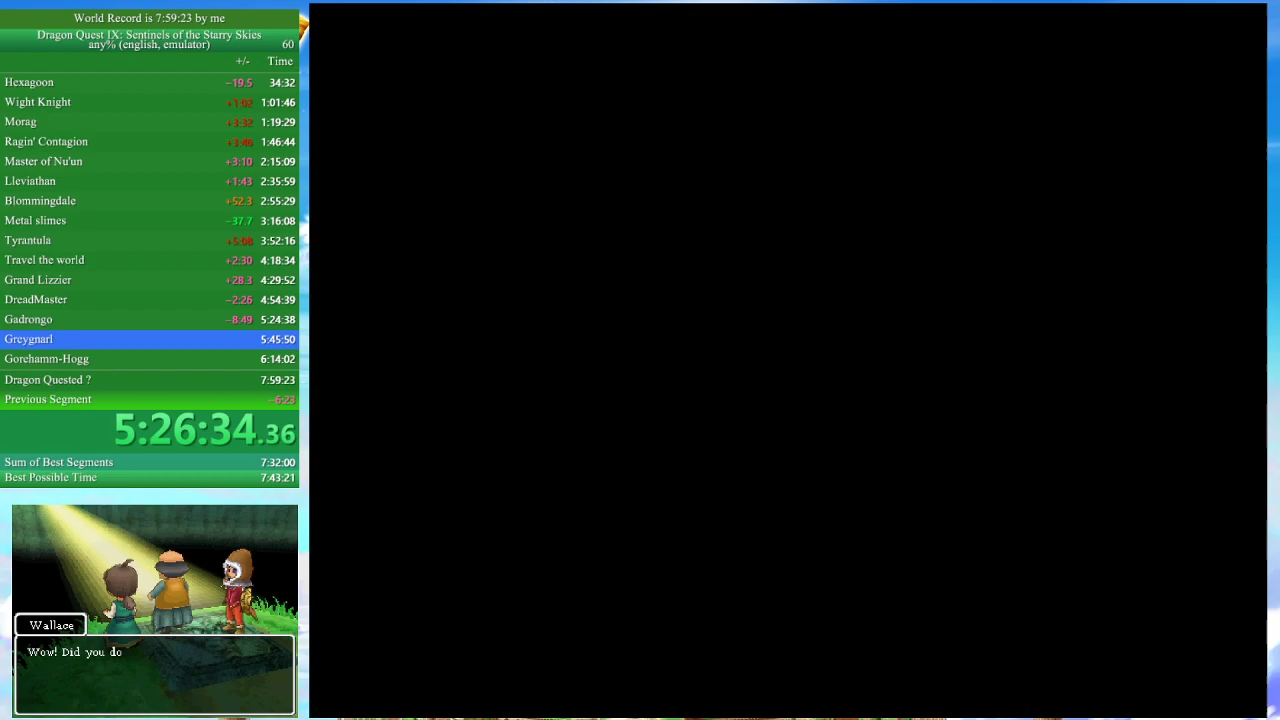 World Record is 7:59:23 by me
Dragon Quest IX: Sentinels of the Starry Skies
any% (english, emulator) 60
+/- Time
Hexagoon −19.5 34:32
Wight Knight +1:02 1:01:46
Morag +3:32 1:19:29
Ragin' Contagion +3:46 1:46:44
Master of Nu'un +3:10 2:15:09
Lleviathan +1:43 2:35:59
Blommingdale +52.3 2:55:29
Metal slimes −37.7 3:16:08
Tyrantula +5:08 3:52:16
Travel the world +2:30 4:18:34
Grand Lizzier +28.3 4:29:52
DreadMaster −2:26 4:54:39
Gadrongo −8.49 5:24:38
Greygnarl 5:45:50
Gorehamm-Hogg 6:14:02
Dragon Quested ? 7:59:23
Previous Segment −6:23
5:26:34.36
Sum of Best Segments 7:32:00
Best Possible Time 7:43:21
Wallace
Wow! Did you do